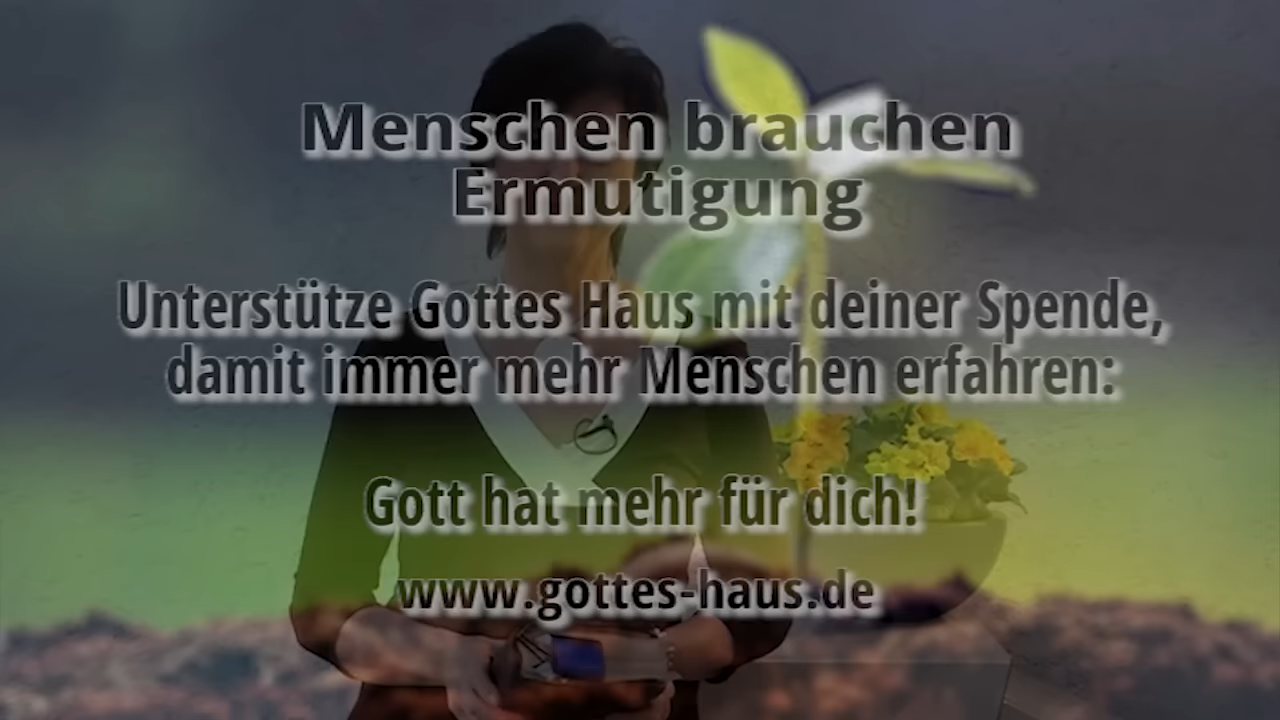 Menschen brauchen
Ermutigung
Unterstütze Gottes Haus mit deiner Spende,
damit immer mehr Menschen erfahren:
Gott hat mehr für dich!
www.gottes-haus.de